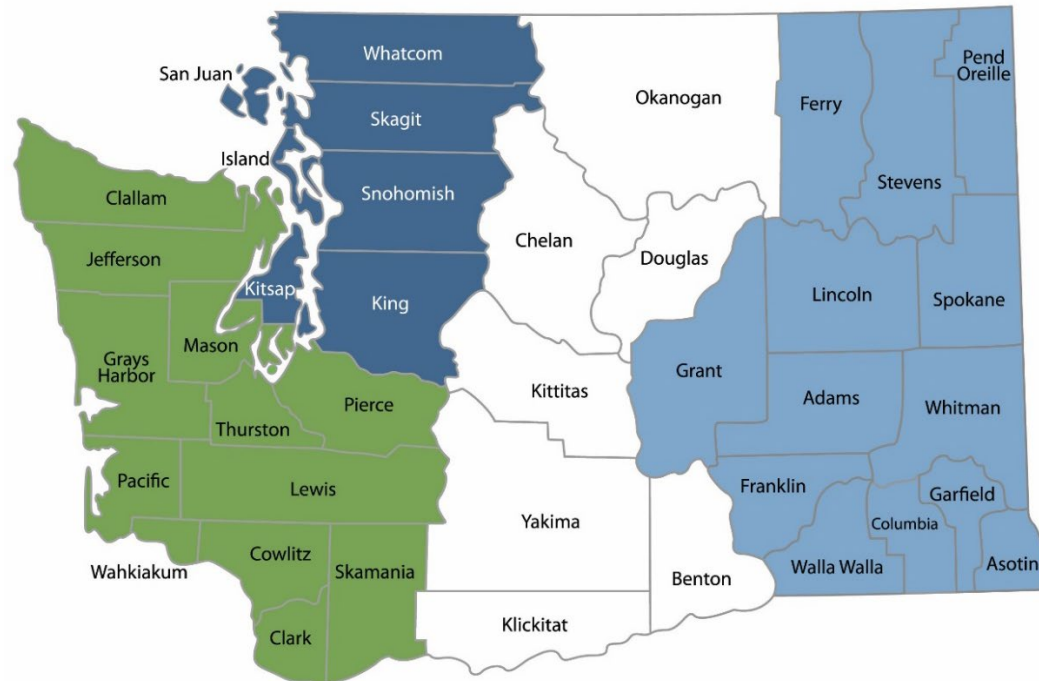 Whatcom
San Juan
Pend
Oreille
Okanogan
Ferry
Skagit
Island
Stevens
Clallam
Snohomish
Chelan
Douglas
Jefferson
Kitsap
King
Lincoln
Spokane
Mason
Grays
Harbor
Grant
Kittitas
Adams
Pierce
Whitman
Thurston
Pacific
Lewis
Franklin
Garfield
Yakima
Columbia
Cowlitz
Wahkiakum
Skamania
Benton
Walla Walla
Asotin
Klickitat
Clark